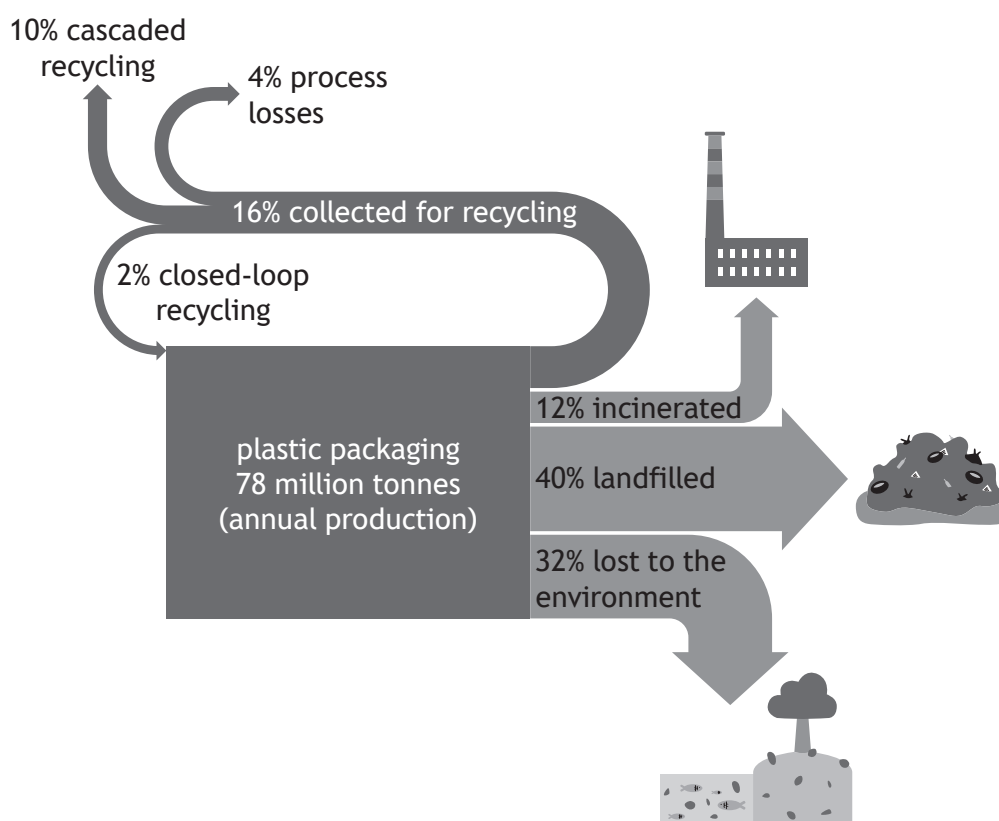 10% cascaded
recycling
4% process
losses
16% collected for recycling
2% closed-loop
recycling
12% incinerated
plastic packaging
78 million tonnes
(annual production)
40% landfilled
32% lost to the
environment